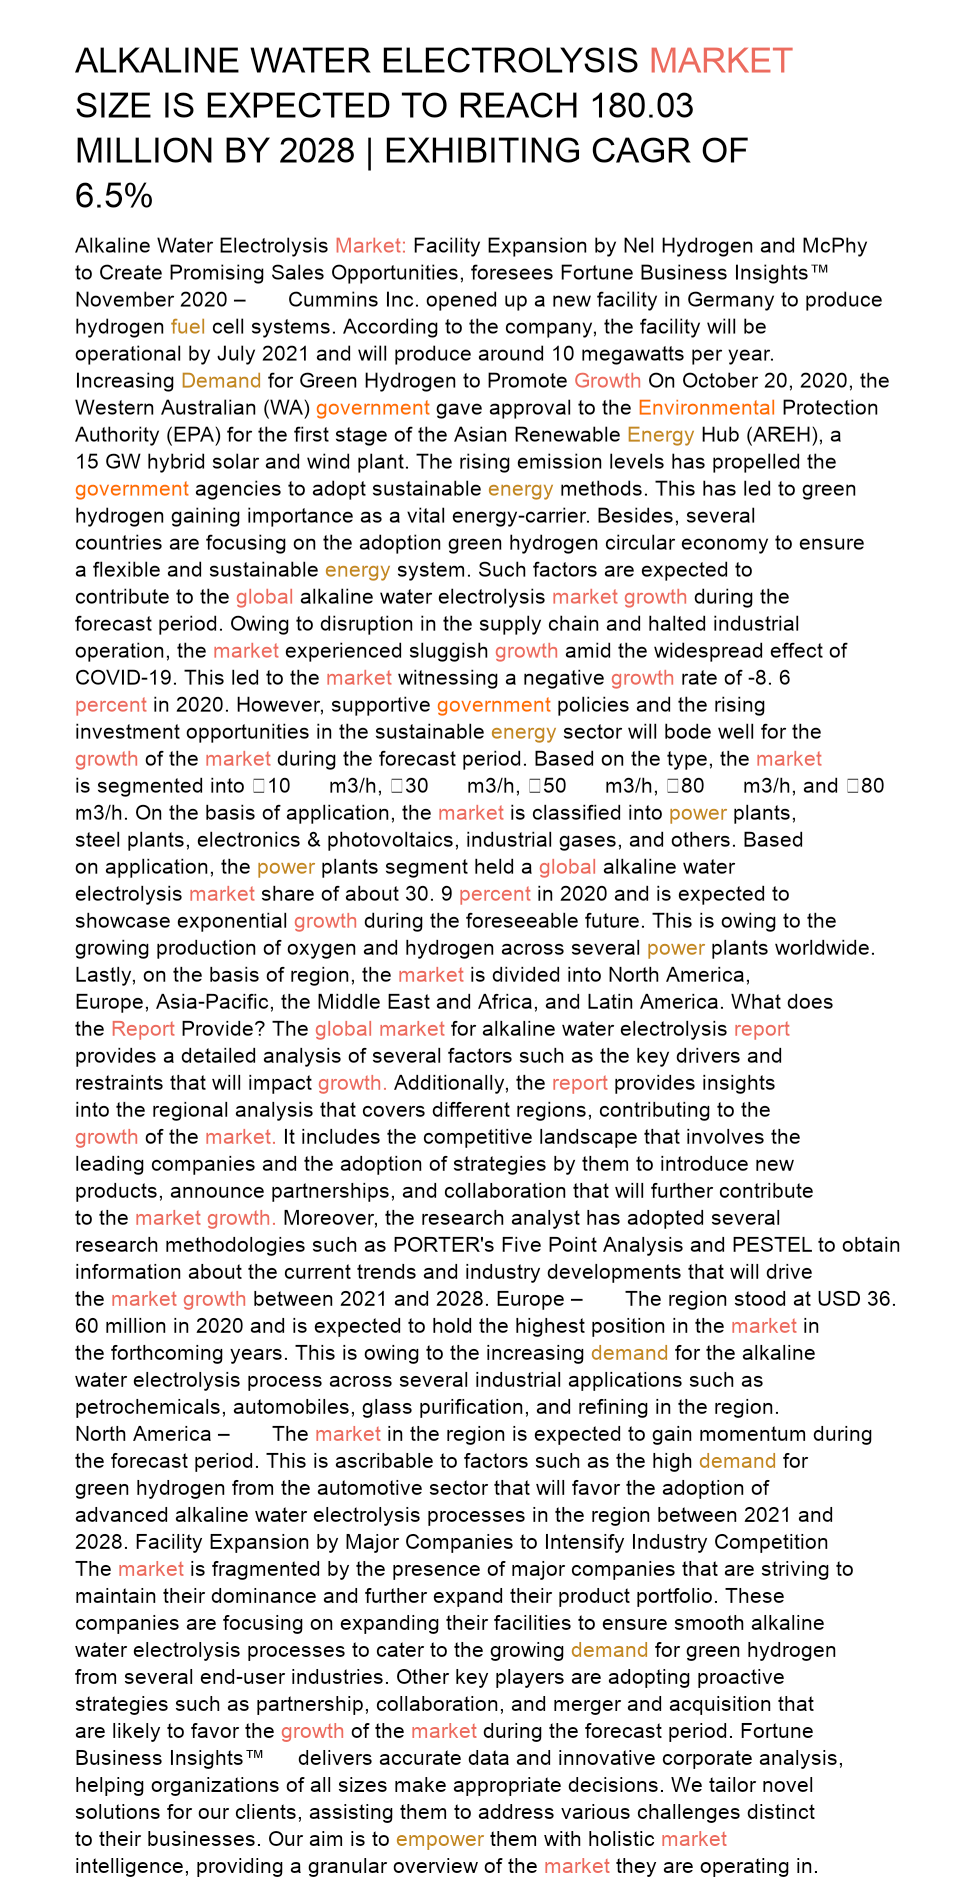 ALKALINE WATER ELECTROLYSIS MARKET
SIZE IS EXPECTED TO REACH 180.03
MILLION BY 2028 | EXHIBITING CAGR OF
6.5%
Alkaline Water Electrolysis Market: Facility Expansion by Nel Hydrogen and McPhy
to Create Promising Sales Opportunities, foresees Fortune Business Insights™
November 2020 – Cummins Inc. opened up a new facility in Germany to produce
hydrogen fuel cell systems. According to the company, the facility will be
operational by July 2021 and will produce around 10 megawatts per year.
Increasing Demand for Green Hydrogen to Promote Growth On October 20, 2020, the
Western Australian (WA) government gave approval to the Environmental Protection
Authority (EPA) for the first stage of the Asian Renewable Energy Hub (AREH), a
15 GW hybrid solar and wind plant. The rising emission levels has propelled the
government agencies to adopt sustainable energy methods. This has led to green
hydrogen gaining importance as a vital energy-carrier. Besides, several
countries are focusing on the adoption green hydrogen circular economy to ensure
a flexible and sustainable energy system. Such factors are expected to
contribute to the global alkaline water electrolysis market growth during the
forecast period. Owing to disruption in the supply chain and halted industrial
operation, the market experienced sluggish growth amid the widespread effect of
COVID-19. This led to the market witnessing a negative growth rate of -8. 6
percent in 2020. However, supportive government policies and the rising
investment opportunities in the sustainable energy sector will bode well for the
growth of the market during the forecast period. Based on the type, the market
is segmented into □10 m3/h, □30 m3/h, □50 m3/h, □80 m3/h, and □80
m3/h. On the basis of application, the market is classified into power plants,
steel plants, electronics & photovoltaics, industrial gases, and others. Based
on application, the power plants segment held a global alkaline water
electrolysis market share of about 30. 9 percent in 2020 and is expected to
showcase exponential growth during the foreseeable future. This is owing to the
growing production of oxygen and hydrogen across several power plants worldwide.
Lastly, on the basis of region, the market is divided into North America,
Europe, Asia-Pacific, the Middle East and Africa, and Latin America. What does
the Report Provide? The global market for alkaline water electrolysis report
provides a detailed analysis of several factors such as the key drivers and
restraints that will impact growth. Additionally, the report provides insights
into the regional analysis that covers different regions, contributing to the
growth of the market. It includes the competitive landscape that involves the
leading companies and the adoption of strategies by them to introduce new
products, announce partnerships, and collaboration that will further contribute
to the market growth. Moreover, the research analyst has adopted several
research methodologies such as PORTER's Five Point Analysis and PESTEL to obtain
information about the current trends and industry developments that will drive
the market growth between 2021 and 2028. Europe – The region stood at USD 36.
60 million in 2020 and is expected to hold the highest position in the market in
the forthcoming years. This is owing to the increasing demand for the alkaline
water electrolysis process across several industrial applications such as
petrochemicals, automobiles, glass purification, and refining in the region.
North America – The market in the region is expected to gain momentum during
the forecast period. This is ascribable to factors such as the high demand for
green hydrogen from the automotive sector that will favor the adoption of
advanced alkaline water electrolysis processes in the region between 2021 and
2028. Facility Expansion by Major Companies to Intensify Industry Competition
The market is fragmented by the presence of major companies that are striving to
maintain their dominance and further expand their product portfolio. These
companies are focusing on expanding their facilities to ensure smooth alkaline
water electrolysis processes to cater to the growing demand for green hydrogen
from several end-user industries. Other key players are adopting proactive
strategies such as partnership, collaboration, and merger and acquisition that
are likely to favor the growth of the market during the forecast period. Fortune
Business Insights™ delivers accurate data and innovative corporate analysis,
helping organizations of all sizes make appropriate decisions. We tailor novel
solutions for our clients, assisting them to address various challenges distinct
to their businesses. Our aim is to empower them with holistic market
intelligence, providing a granular overview of the market they are operating in.